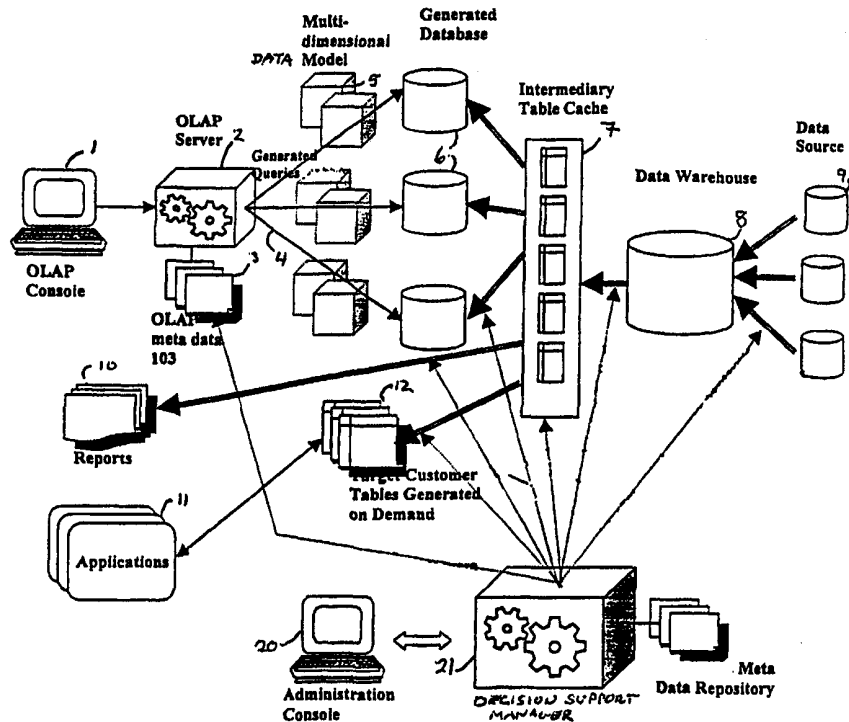 Multi-
dimensional
DATA Model
5
Generated
Database
6
Intermediary
Table Cache
7
Data
Source
9
Data Warehouse
8
OLAP
Server
2
1
Generated
Queries
4
3
OLAP
Console
OLAP
meta data
103
10
Reports
12
Target Customer
Tables Generated
on Demand
11
Applications
20
Administration
Console
21
DECISION SUPPORT
MANAGER
Meta
Data Repository